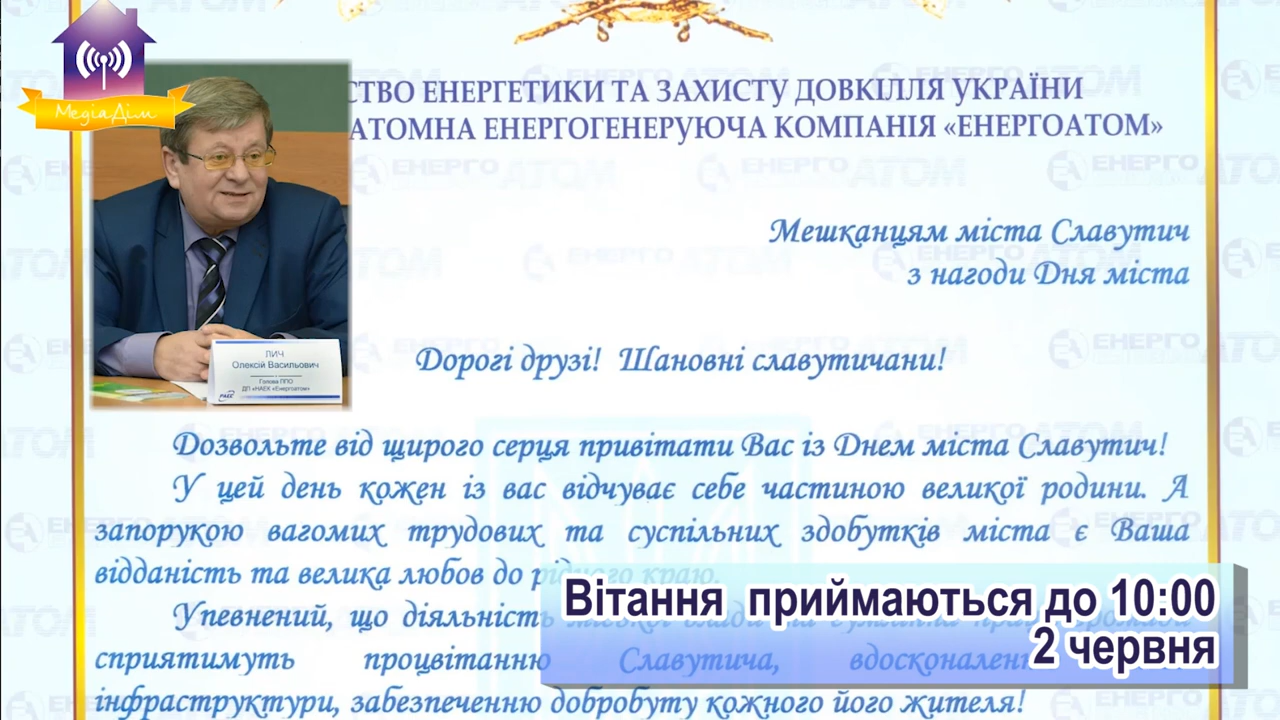 МедіаДім
СТВО ЕНЕРГЕТИКИ ТА ЗАХИСТУ ДОВКІЛЛЯ УКРАЇНИ
АТОМНА ЕНЕРГОГЕНЕРУЮЧА КОМПАНІЯ «ЕНЕРГОАТОМ»
Мешканцям міста Славутич
з нагоди Дня міста
ЛИЧ
Олексій Васильович
Голова ППО
ДП «НАЕК «Енергоатом»
РАЕС
Дорогі друзі! Шановні славутичани!
Дозвольте від щирого серця привітати Вас із Днем міста Славутич!
У цей день кожен із вас відчуває себе частиною великої родини. А
запорукою вагомих трудових та суспільних здобутків міста є Ваша
відданість та велика любов до рідного краю.
Упевнений, що діяльність
сприятимуть процвітанню Славутича,
інфраструктури, забезпеченню добробуту кожного його жителя!
Вітання приймаються до 10:00
2 червня